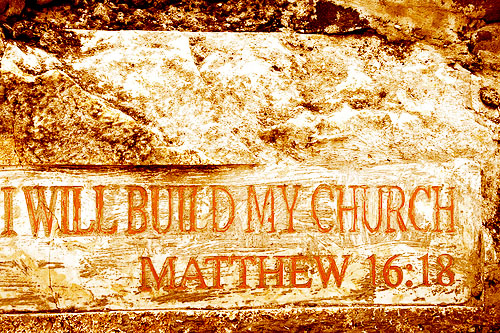 I WILL BUILD MY CHURCH
MATTHEW 16:18